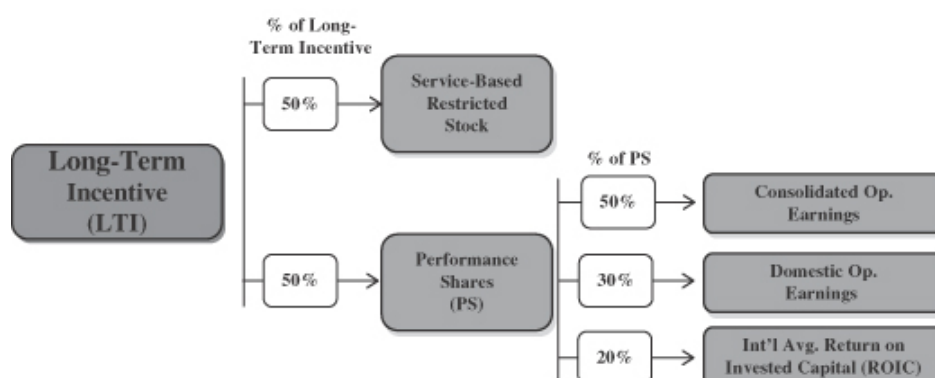 % of Long-
Term Incentive
50%
Service-Based
Restricted
Stock
Long-Term
Incentive
(LTI)
50%
Performance
Shares
(PS)
% of PS
50%
Consolidated Op.
Earnings
30%
Domestic Op.
Earnings
20%
Int'l Avg. Return on
Invested Capital (ROIC)